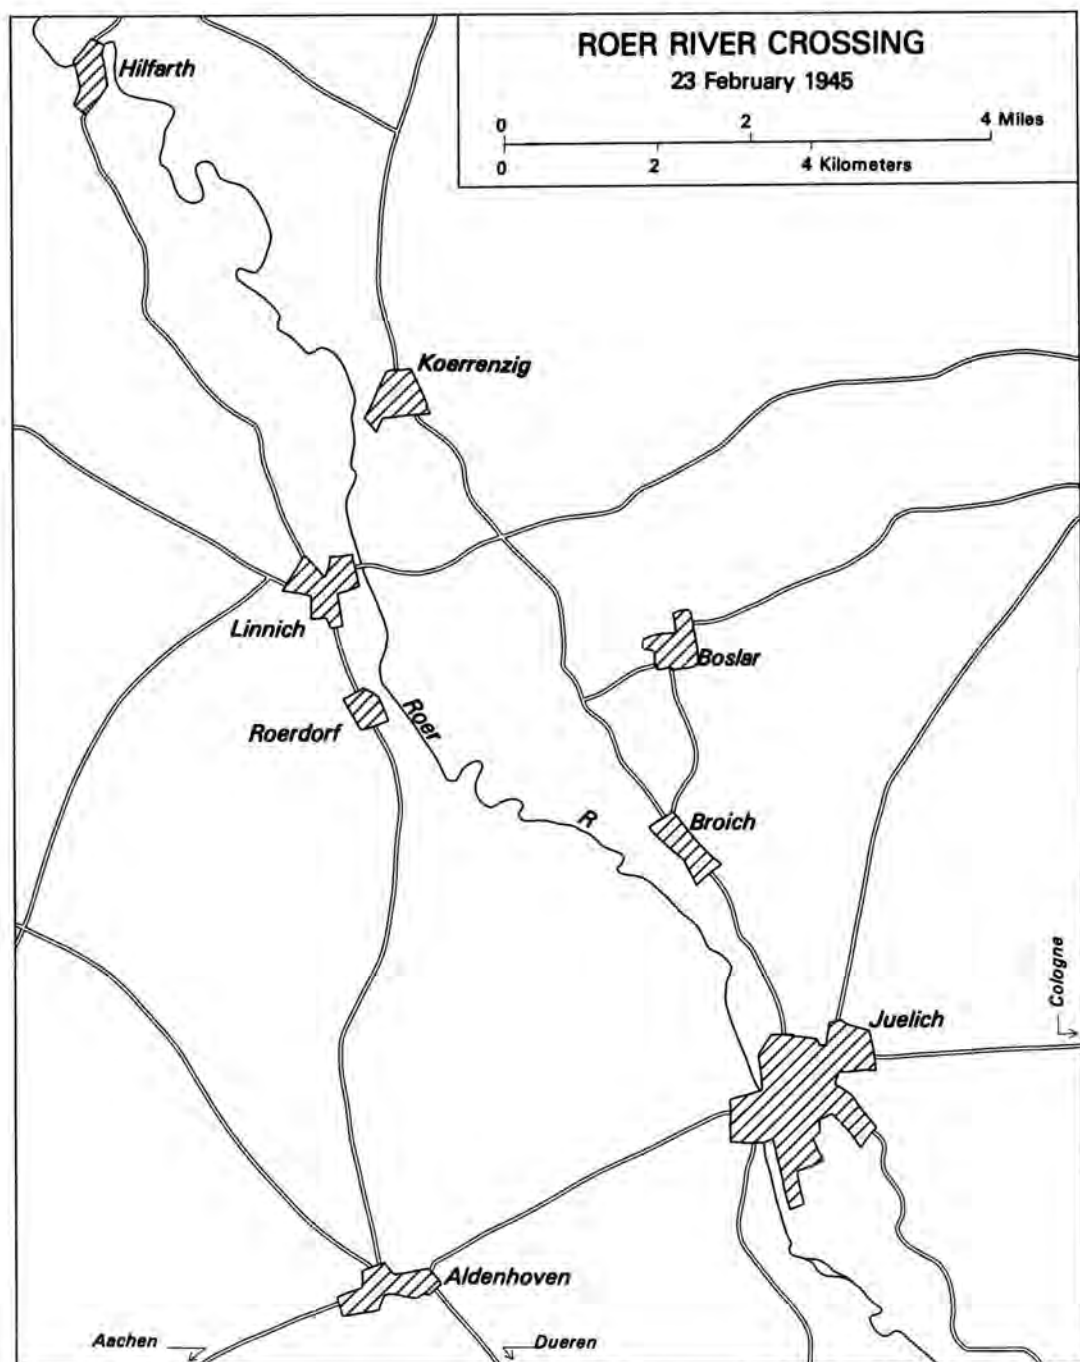 ROER RIVER CROSSING
23 February 1945
0 2 4 Miles
0 2 4 Kilometers
Hilfarth
Koerrenzig
Linnich
Boslar
Roerdorf
Roer
R
Broich
Cologne
Juelich
Aldenhoven
Aachen
Dueren